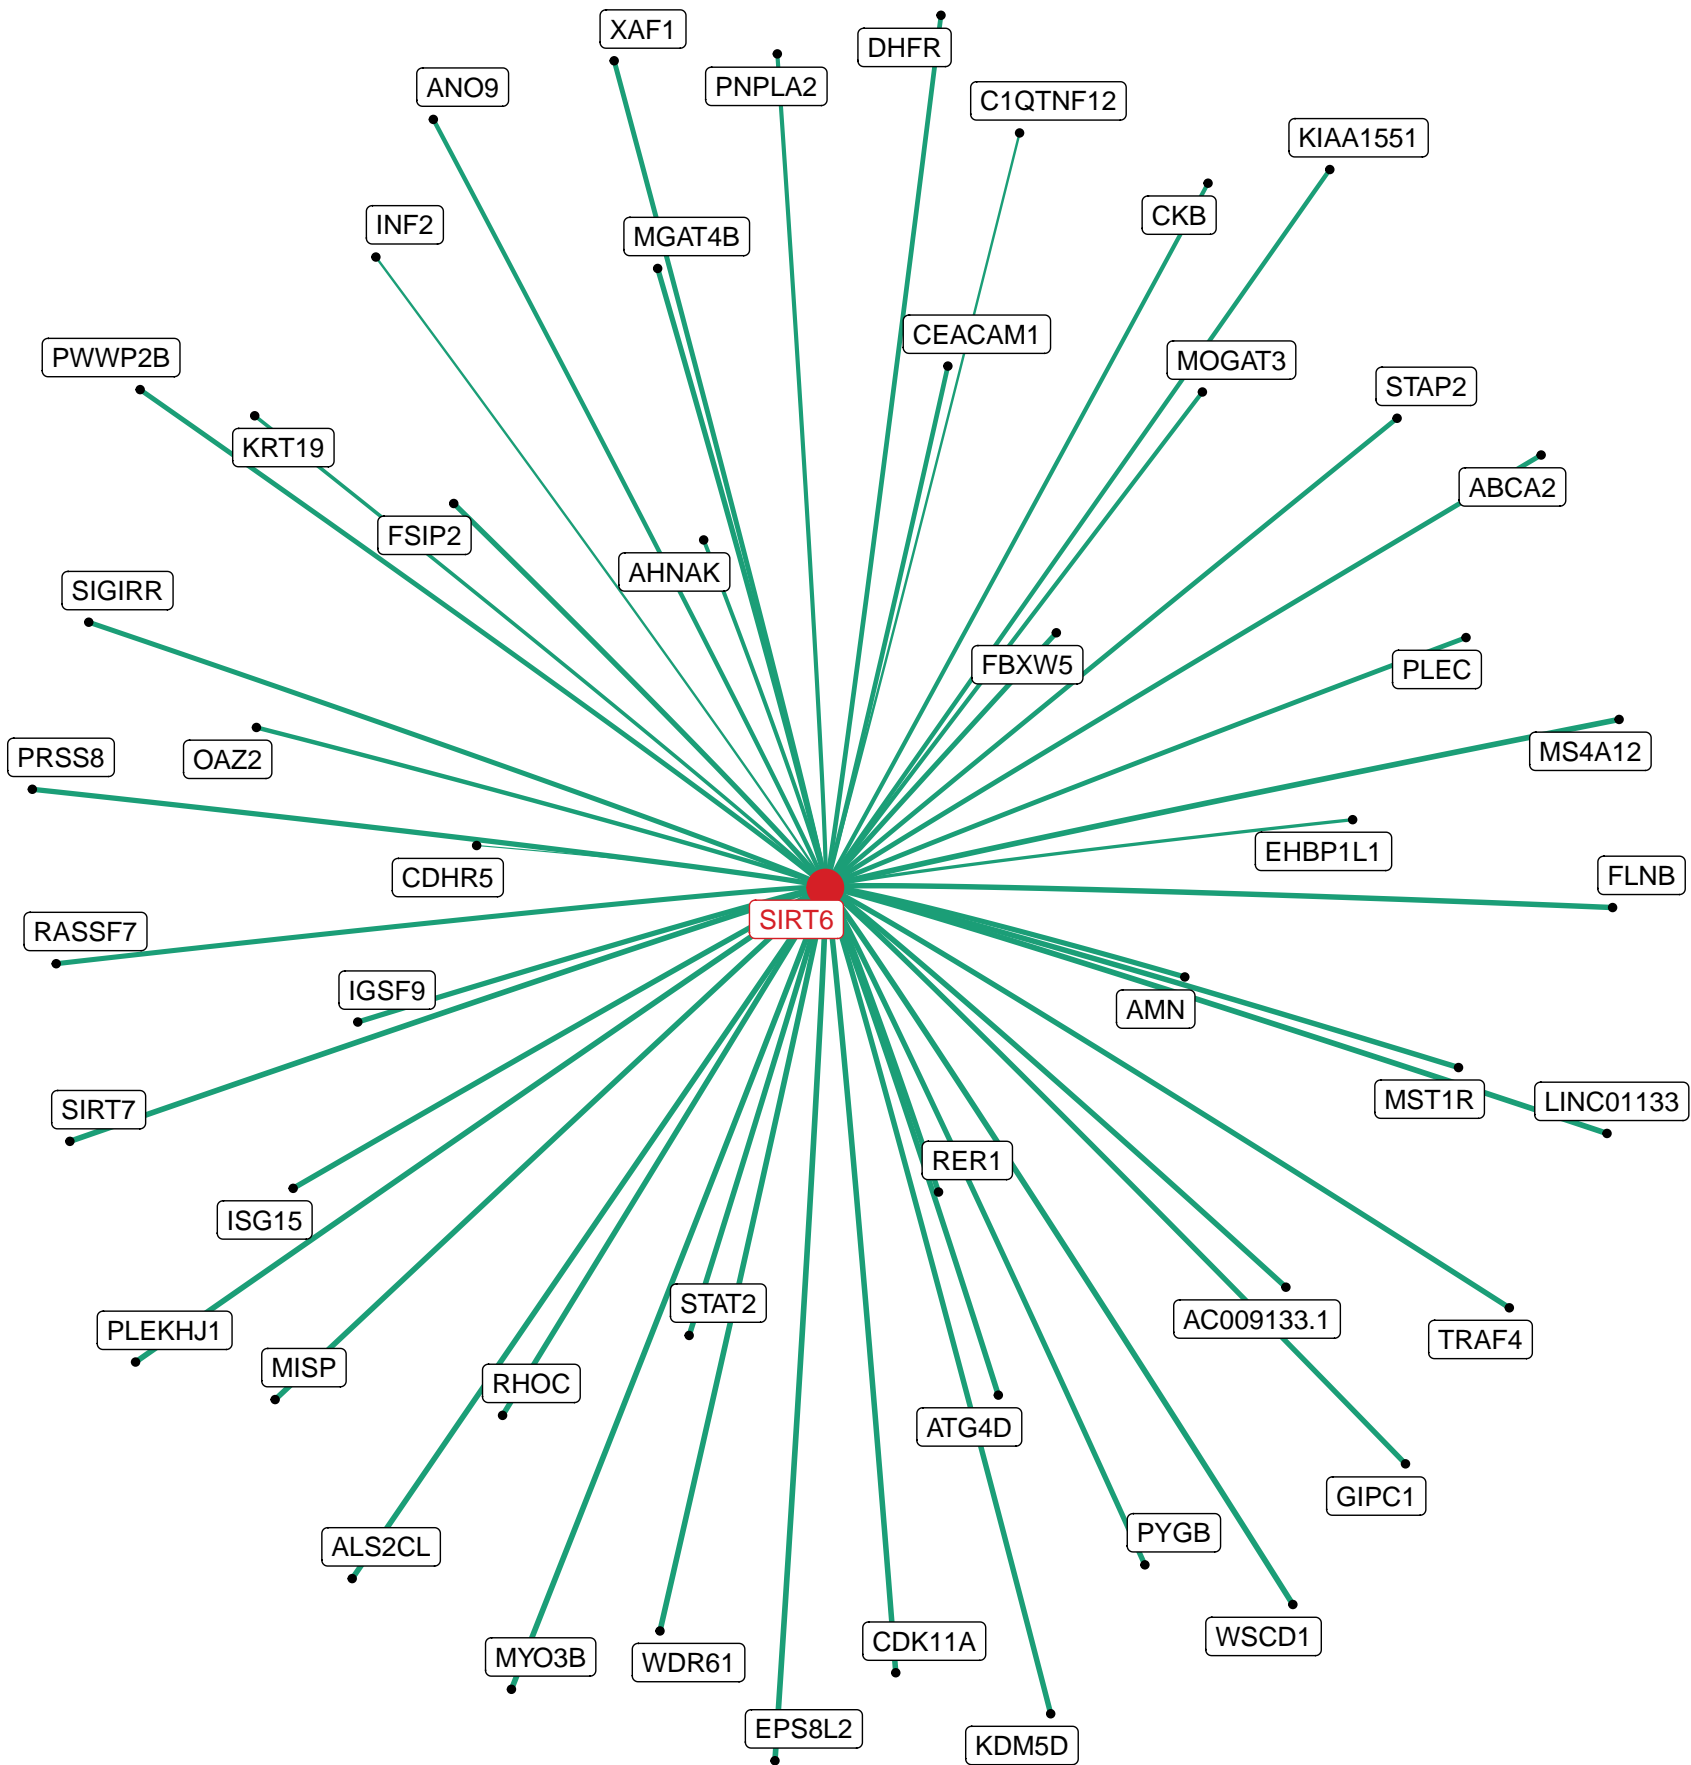 XAF1
DHFR
ANO9
PNPLA2
C1QTNF12
KIAA1551
INF2
MGAT4B
CKB
CEACAM1
PWWP2B
MOGAT3
STAP2
KRT19
ABCA2
FSIP2
AHNAK
SIGIRR
FBXW5
PLEC
PRSS8
OAZ2
MS4A12
EHBP1L1
CDHR5
FLNB
SIRT6
RASSF7
IGSF9
AMN
SIRT7
MST1R
LINC01133
RER1
ISG15
STAT2
AC009133.1
PLEKHJ1
TRAF4
MISP
RHOC
ATG4D
GIPC1
PYGB
ALS2CL
WSCD1
CDK11A
MYO3B
WDR61
EPS8L2
KDM5D